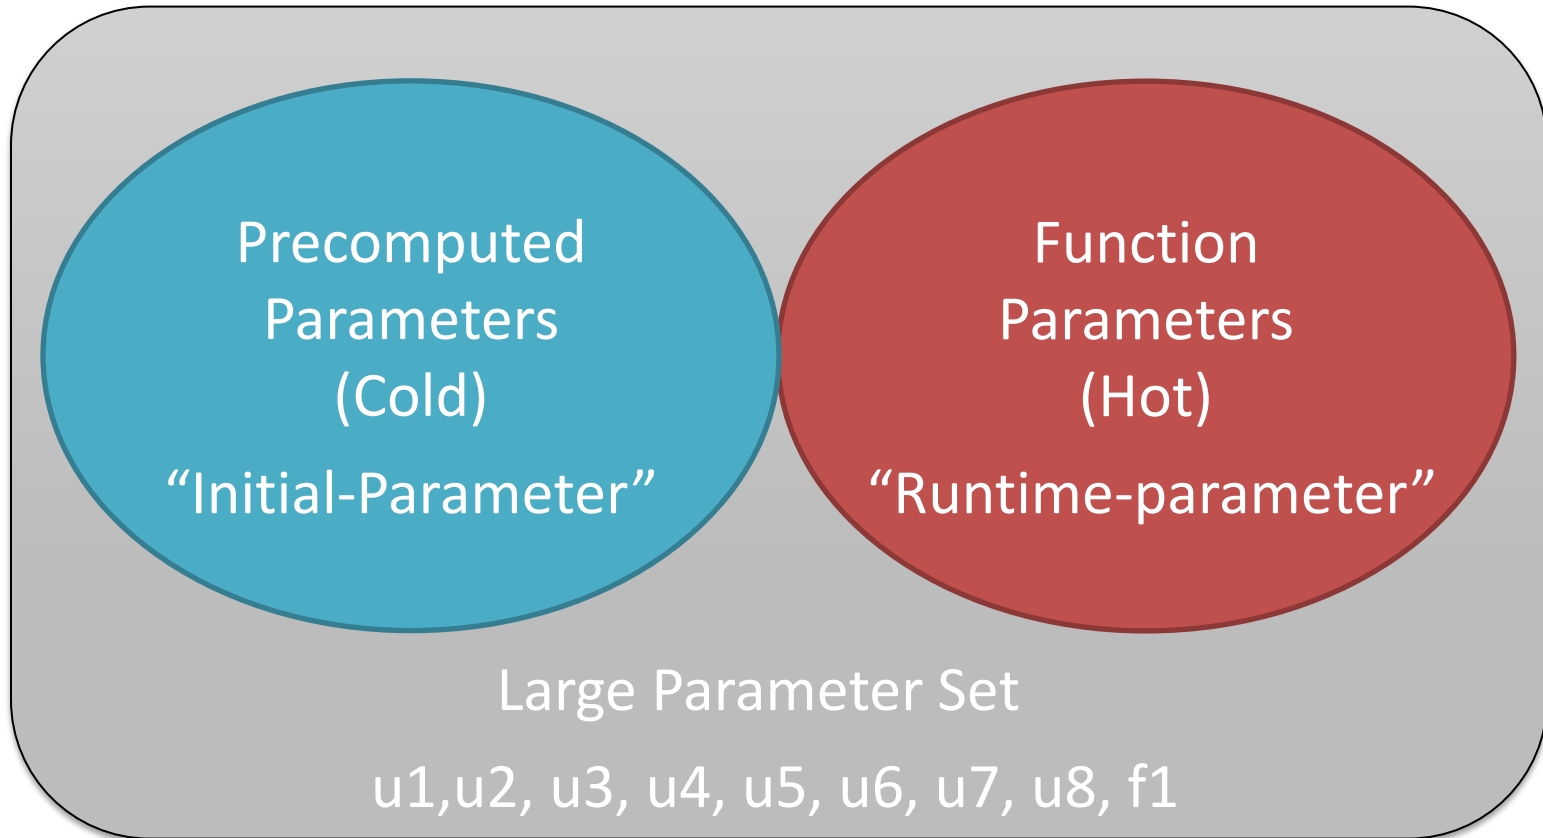 Precomputed
Parameters
(Cold)
“Initial-Parameter”
Function
Parameters
(Hot)
“Runtime-parameter”
Large Parameter Set
u1,u2, u3, u4, u5, u6, u7, u8, f1